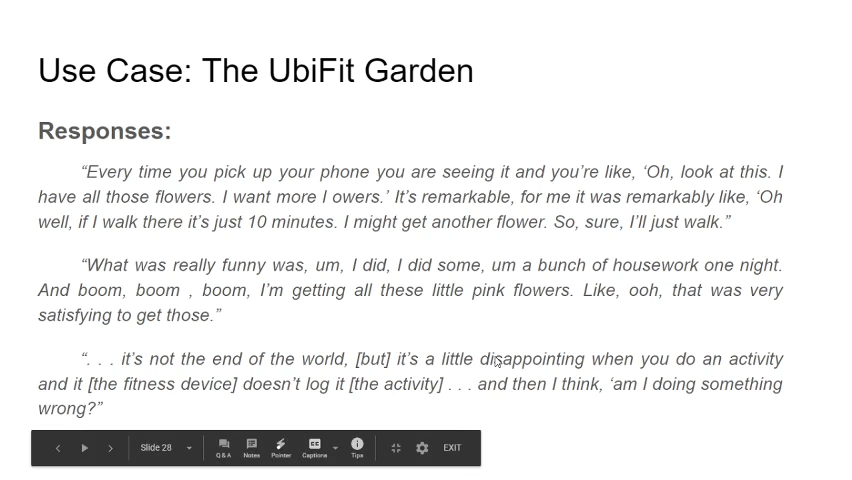 Use Case: The UbiFit Garden
Responses:
“Every time you pick up your phone you are seeing it and you’re like, ‘Oh, look at this. I
have all those flowers. I want more I owers.’ It’s remarkable, for me it was remarkably like, ‘Oh
well, if I walk there it’s just 10 minutes. I might get another flower. So, sure, I’ll just walk.”
“What was really funny was, um, I did, I did some, um a bunch of housework one night.
And boom, boom , boom, I’m getting all these little pink flowers. Like, ooh, that was very
satisfying to get those.”
“. . . it’s not the end of the world, [but] it’s a little disappointing when you do an activity
and it [the fitness device] doesn’t log it [the activity] . . . and then I think, ‘am I doing something
wrong?”
Slide 28
Q&A Notes Pointer Captions Tips EXIT